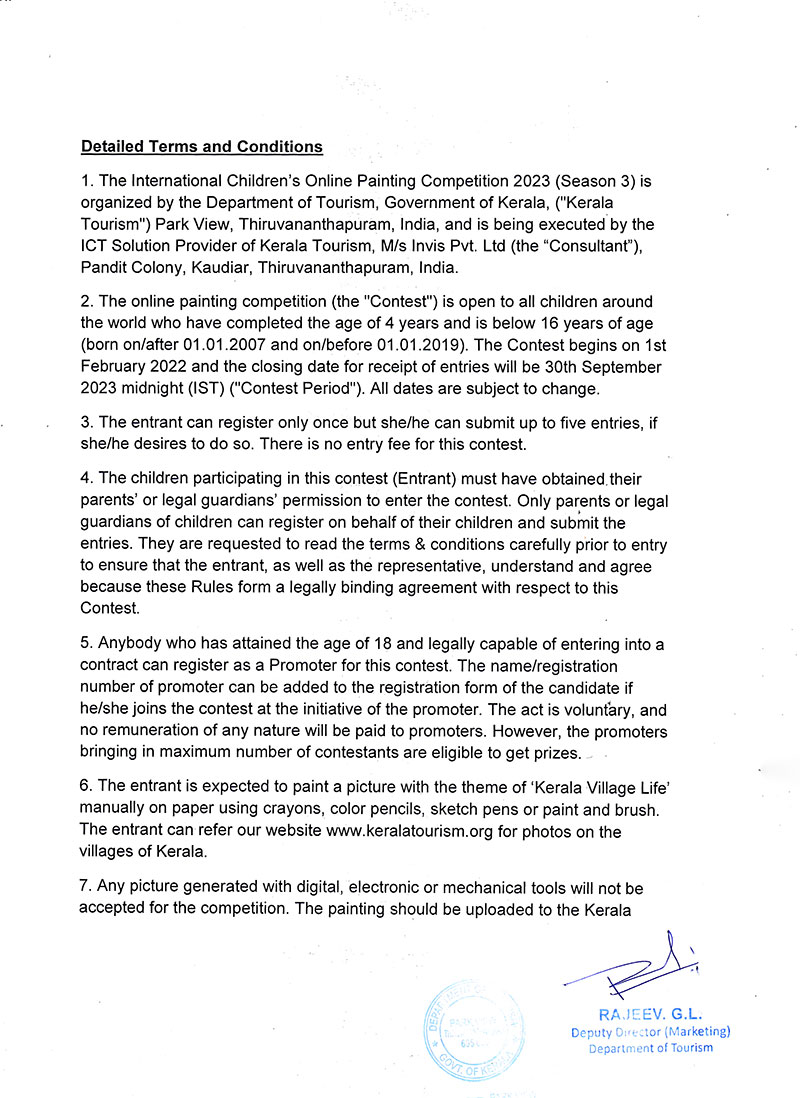 Detailed Terms and Conditions
1. The International Children's Online Painting Competition 2023 (Season 3) is
organized by the Department of Tourism, Government of Kerala, ("Kerala
Tourism") Park View, Thiruvananthapuram, India, and is being executed by the
ICT Solution Provider of Kerala Tourism, M/s Invis Pvt. Ltd (the “Consultant”),
Pandit Colony, Kaudiar, Thiruvananthapuram, India.
2. The online painting competition (the "Contest") is open to all children around
the world who have completed the age of 4 years and is below 16 years of age
(born on/after 01.01.2007 and on/before 01.01.2019). The Contest begins on 1st
February 2022 and the closing date for receipt of entries will be 30th September
2023 midnight (IST) ("Contest Period"). All dates are subject to change.
3. The entrant can register only once but she/he can submit up to five entries, if
she/he desires to do so. There is no entry fee for this contest.
4. The children participating in this contest (Entrant) must have obtained their
parents’ or legal guardians’ permission to enter the contest. Only parents or legal
guardians of children can register on behalf of their children and submit the
entries. They are requested to read the terms & conditions carefully prior to entry
to ensure that the entrant, as well as the representative, understand and agree
because these Rules form a legally binding agreement with respect to this
Contest.
5. Anybody who has attained the age of 18 and legally capable of entering into a
contract can register as a Promoter for this contest. The name/registration
number of promoter can be added to the registration form of the candidate if
he/she joins the contest at the initiative of the promoter. The act is voluntary, and
no remuneration of any nature will be paid to promoters. However, the promoters
bringing in maximum number of contestants are eligible to get prizes.
6. The entrant is expected to paint a picture with the theme of ‘Kerala Village Life’
manually on paper using crayons, color pencils, sketch pens or paint and brush.
The entrant can refer our website www.keralatourism.org for photos on the
villages of Kerala.
7. Any picture generated with digital, electronic or mechanical tools will not be
accepted for the competition. The painting should be uploaded to the Kerala
RAJEEV. G.L.
Deputy Director (Marketing)
Department of Tourism
DEPARTMENT OF
PARK VIEW
GOVT. OF KERALA